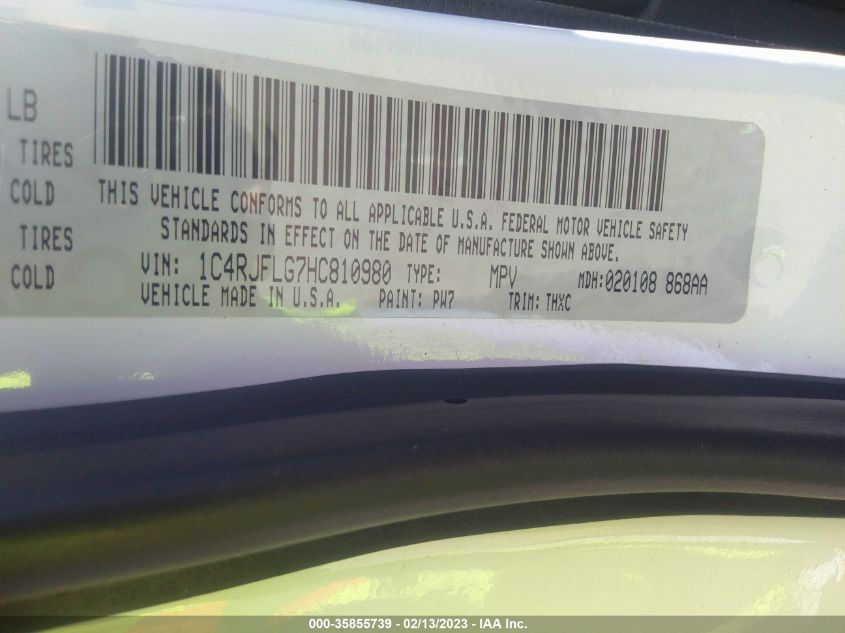 LB
TIRES
COLD
TIRES
COLD
THIS VEHICLE CONFORMS TO ALL APPLICABLE U.S.A. FEDERAL MOTOR VEHICLE SAFETY
STANDARDS IN EFFECT ON THE DATE OF MANUFACTURE SHOWN ABOVE.
VIN: 1C4RJFLG7HC810980 TYPE: MPV MDH:020108 868AA
VEHICLE MADE IN U.S.A. PAINT: PW7 TRIM: THXC
000-35855739 - 02/13/2023 - IAA Inc.